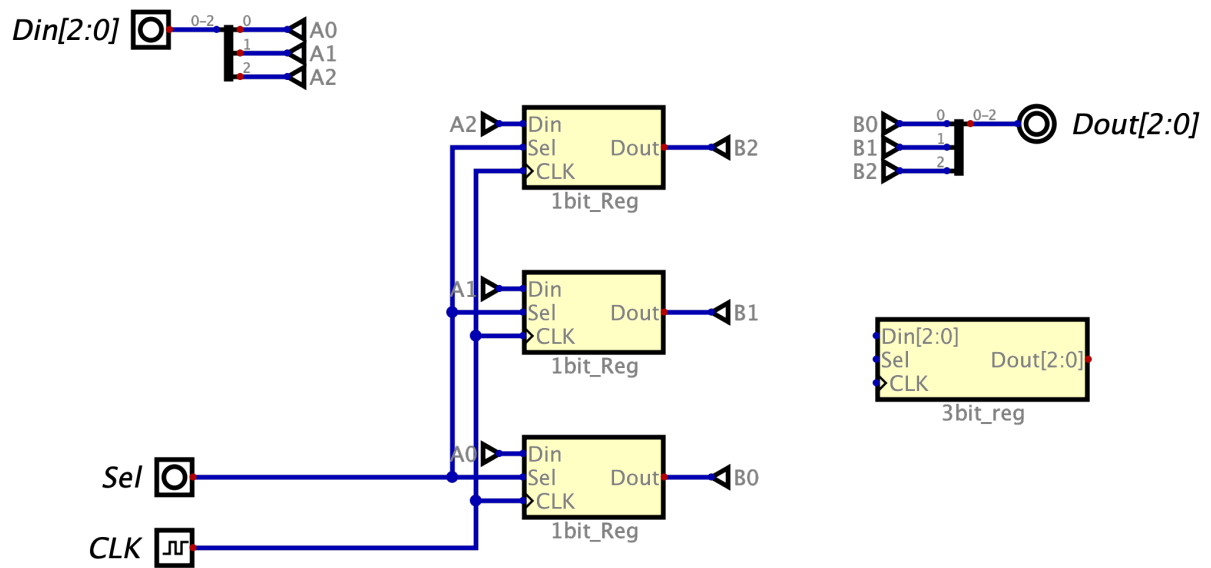 Din[2:0]
0-2
0
A0
1
A1
2
A2
A2
Din
Sel
Dout
CLK
B2
1bit_Reg
B0
0
0-2
Dout[2:0]
B1
1
B2
2
A1
Din
Sel
Dout
CLK
B1
1bit_Reg
Din[2:0]
Sel
Dout[2:0]
CLK
3bit_reg
A0
Din
Sel
Dout
CLK
B0
1bit_Reg
Sel
CLK